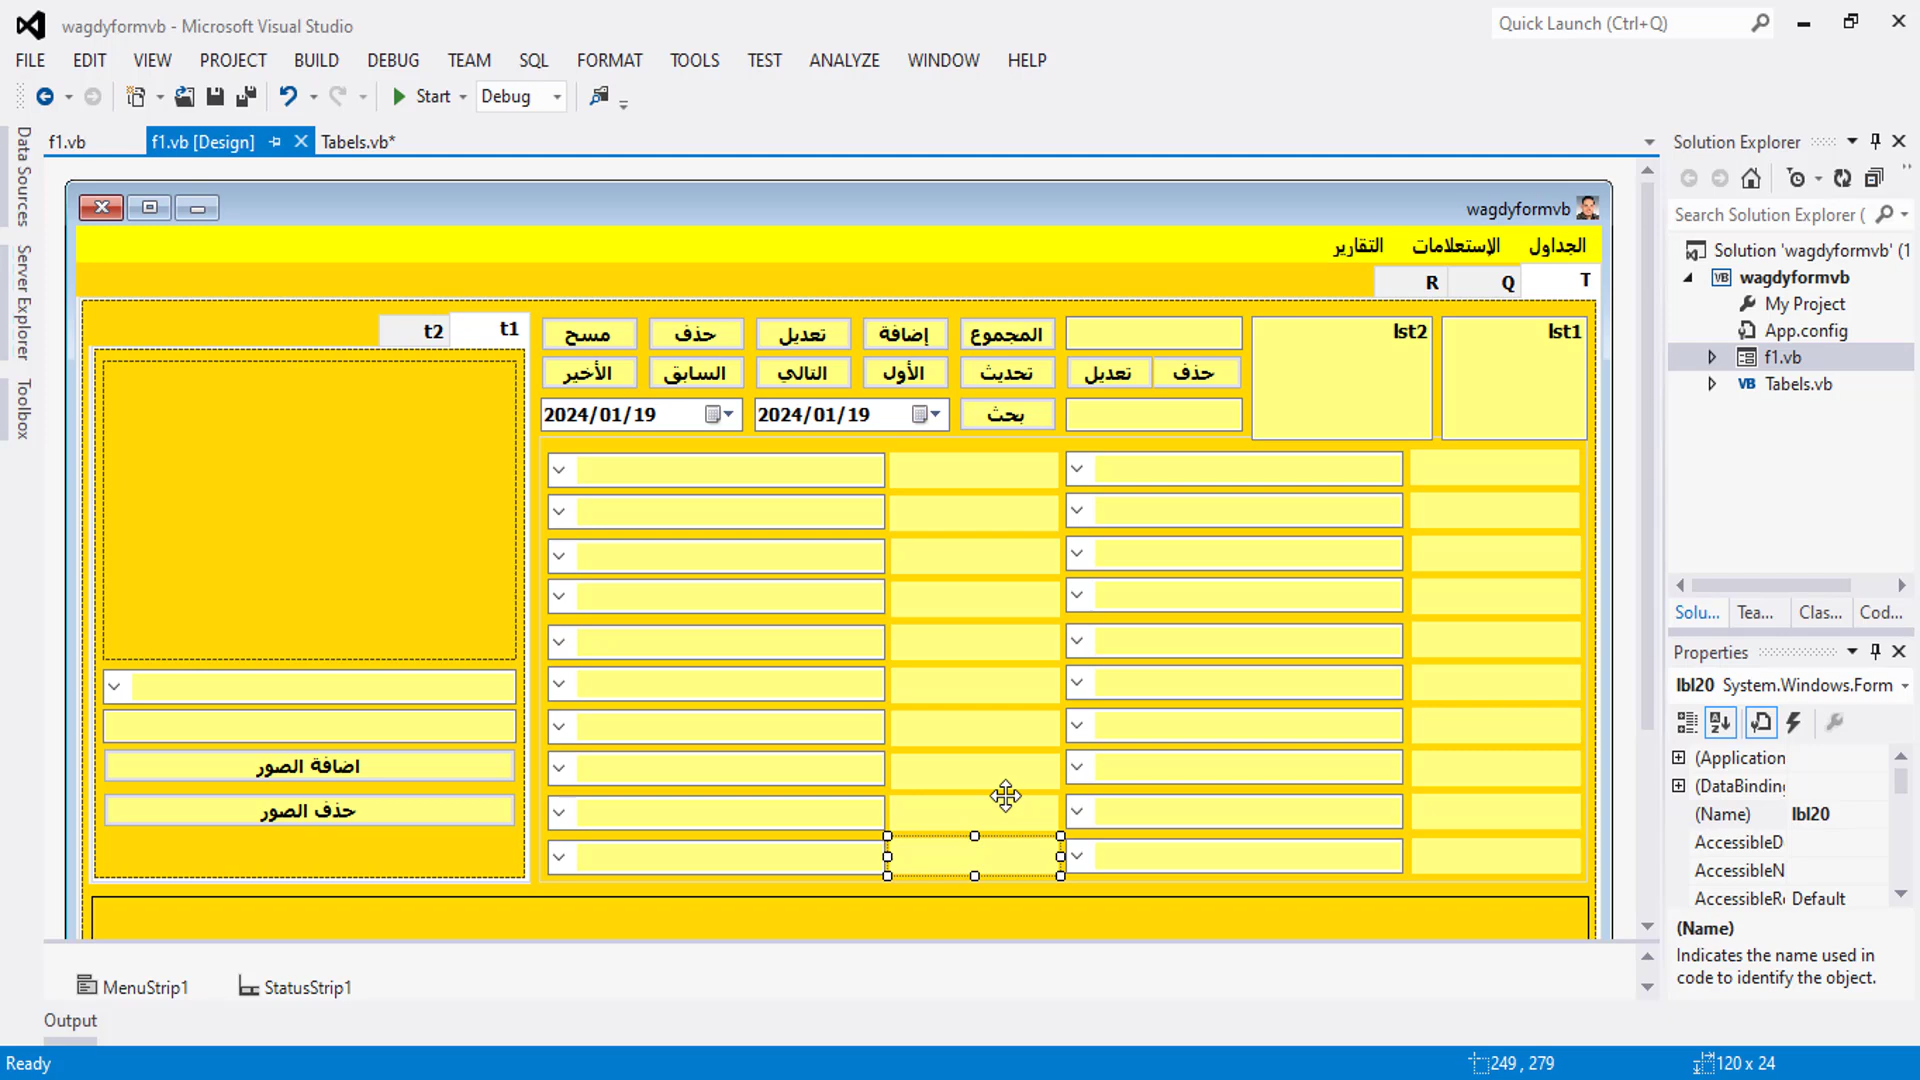 wagdyformvb - Microsoft Visual Studio
Quick Launch (Ctrl+Q)
FILE EDIT VIEW PROJECT BUILD DEBUG TEAM SQL FORMAT TOOLS TEST ANALYZE WINDOW HELP
Start Debug
f1.vb f1.vb [Design] Tabels.vb*
Data Sources
Server Explorer
Toolbox
wagdyformvb
الجداول الإستعلامات التقارير
T Q R
t1 t2
lst1
lst2
المجموع إضافة تعديل حذف مسح
حذف تعديل تحديث الأول التالي السابق الأخير
بحث 2024/01/19 2024/01/19
اضافة الصور
حذف الصور
MenuStrip1 StatusStrip1
Output
Ready
249 , 279
120 x 24
Solution Explorer
Search Solution Explorer (
Solution 'wagdyformvb' (1
wagdyformvb
My Project
App.config
f1.vb
Tabels.vb
Solu... Tea... Clas... Cod...
Properties
lbl20 System.Windows.Form
(Application
(DataBinding
(Name) lbl20
AccessibleD
AccessibleN
AccessibleR Default
(Name)
Indicates the name used in
code to identify the object.